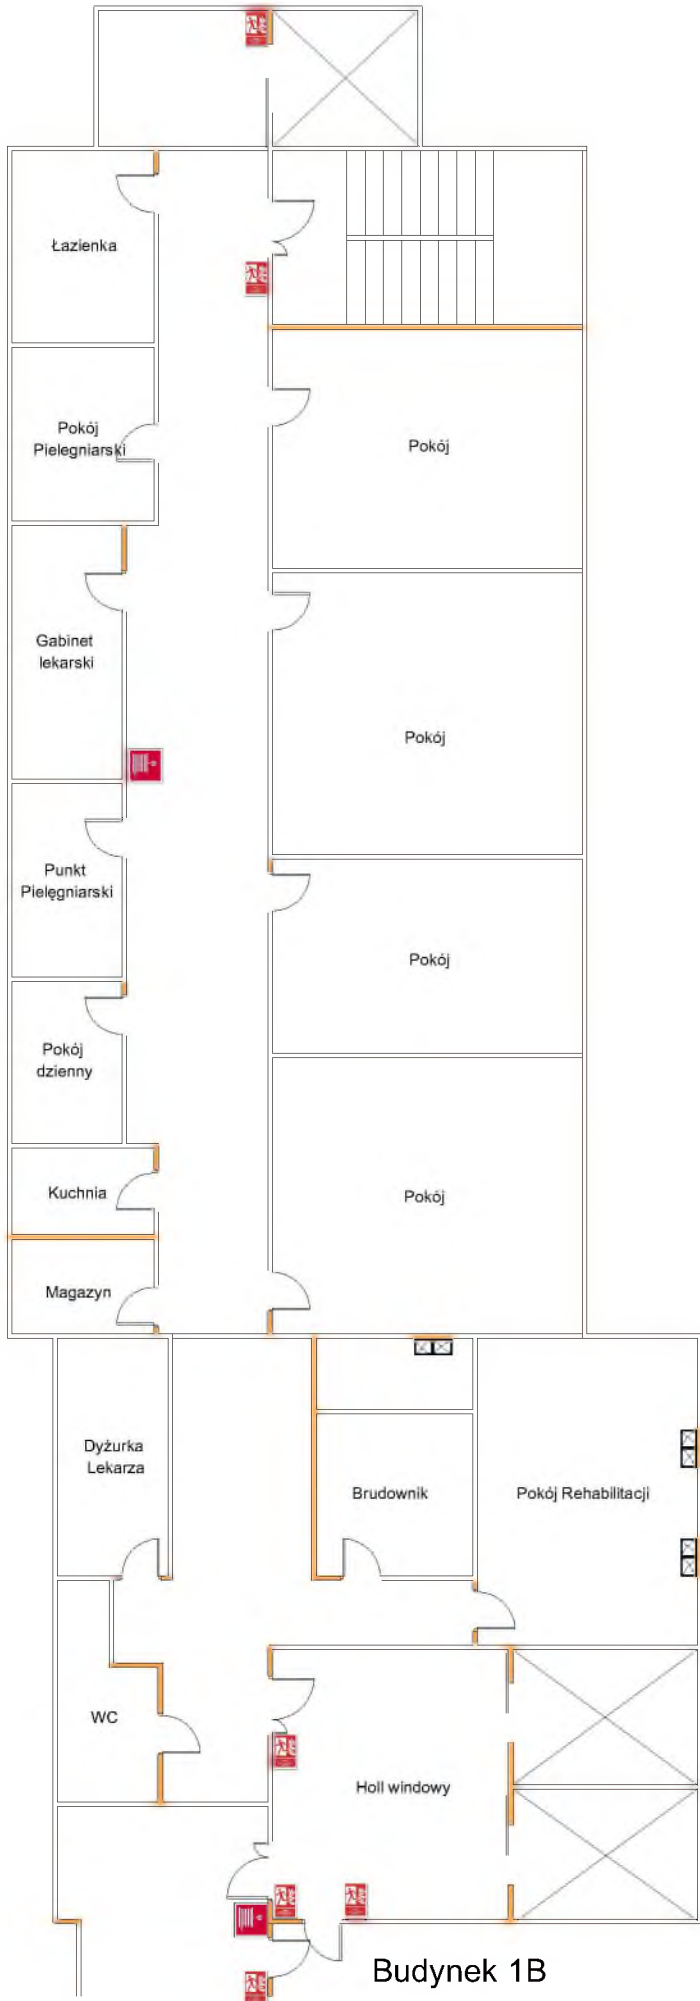 Łazienka
Pokój
Pielegniarski
Pokój
Gabinet
lekarski
Pokój
Punkt
Pielęgniarski
Pokój
Pokój
dzienny
Kuchnia
Pokój
Magazyn
Dyżurka
Lekarza
Brudownik
Pokój Rehabilitacji
WC
Holl windowy
Budynek 1B